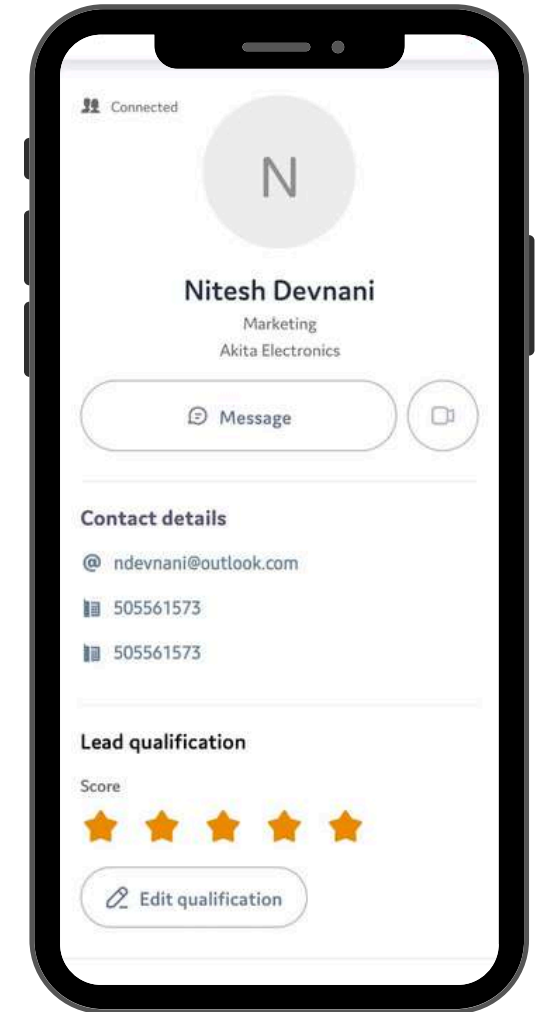 Connected
N
Nitesh Devnani
Marketing
Akita Electronics
Message
Contact details
@ ndevnani@outlook.com
505561573
505561573
Lead qualification
Score
Edit qualification